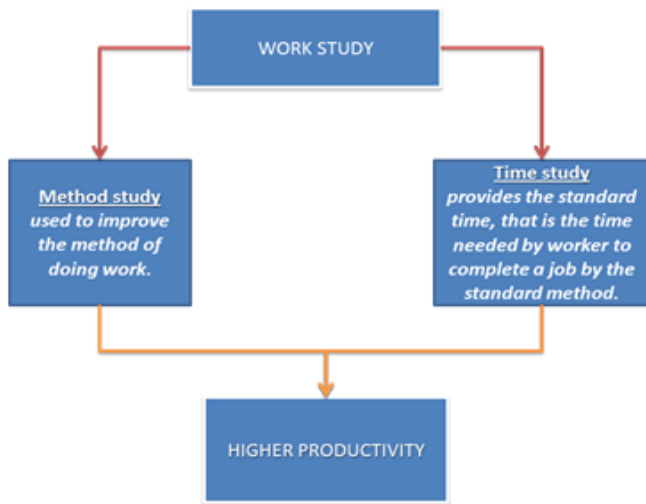 WORK STUDY
Method study
used to improve
the method of
doing work.
Time study
provides the standard
time, that is the time
needed by worker to
complete a job by the
standard method.
HIGHER PRODUCTIVITY